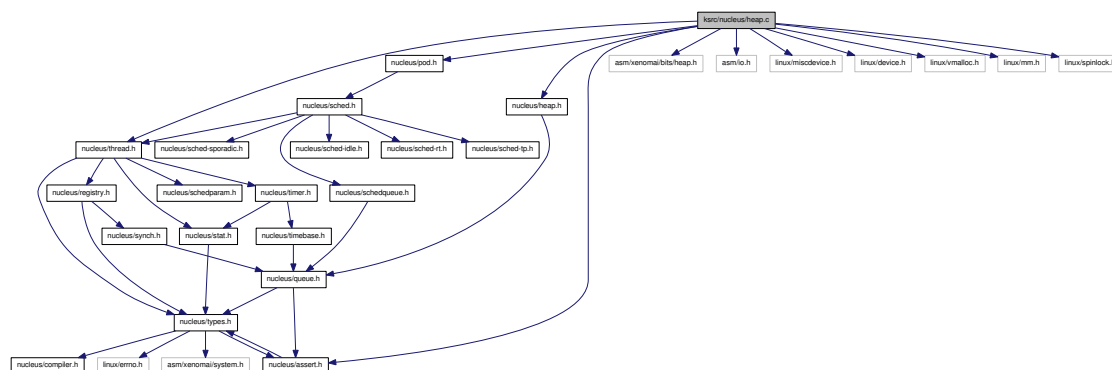 ksrc/nucleus/heap.c
nucleus/pod.h
asm/xenomai/bits/heap.h
asm/io.h
linux/miscdevice.h
linux/device.h
linux/vmalloc.h
linux/mm.h
linux/spinlock.h
nucleus/sched.h
nucleus/heap.h
nucleus/thread.h
nucleus/sched-sporadic.h
nucleus/sched-idle.h
nucleus/sched-rt.h
nucleus/sched-tp.h
nucleus/registry.h
nucleus/schedparam.h
nucleus/timer.h
nucleus/schedqueue.h
nucleus/synch.h
nucleus/stat.h
nucleus/timebase.h
nucleus/queue.h
nucleus/types.h
nucleus/compiler.h
linux/errno.h
asm/xenomai/system.h
nucleus/assert.h